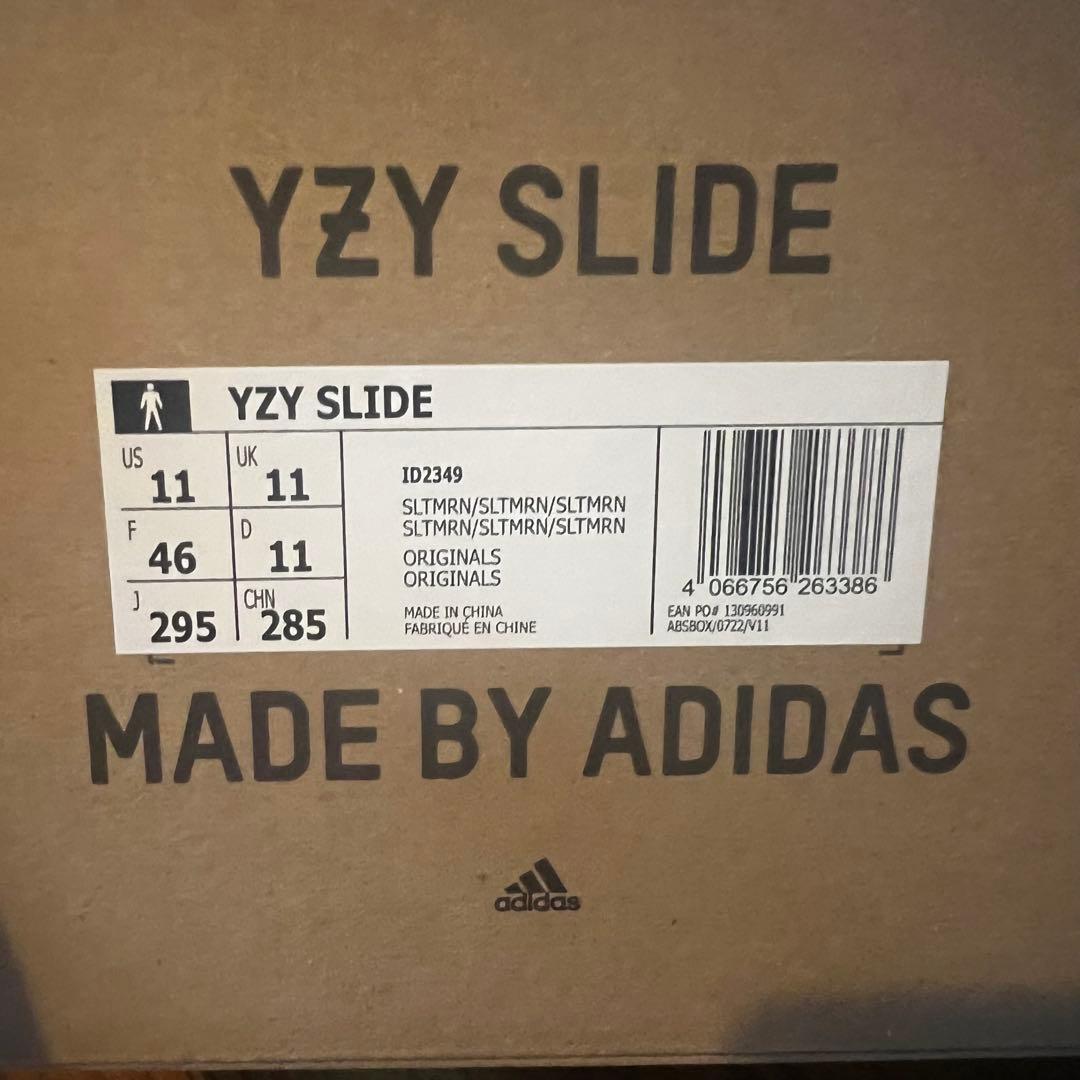 YZY SLIDE
YZY SLIDE
US 11 UK 11
F 46 D 11
J 295 CHN 285
ID2349
SLTMRN/SLTMRN/SLTMRN
SLTMRN/SLTMRN/SLTMRN
ORIGINALS
ORIGINALS
MADE IN CHINA
FABRIQUÉ EN CHINE
4 066756 263386
EAN PO# 130960991
ABSBOX/0722/V11
MADE BY ADIDAS
adidas